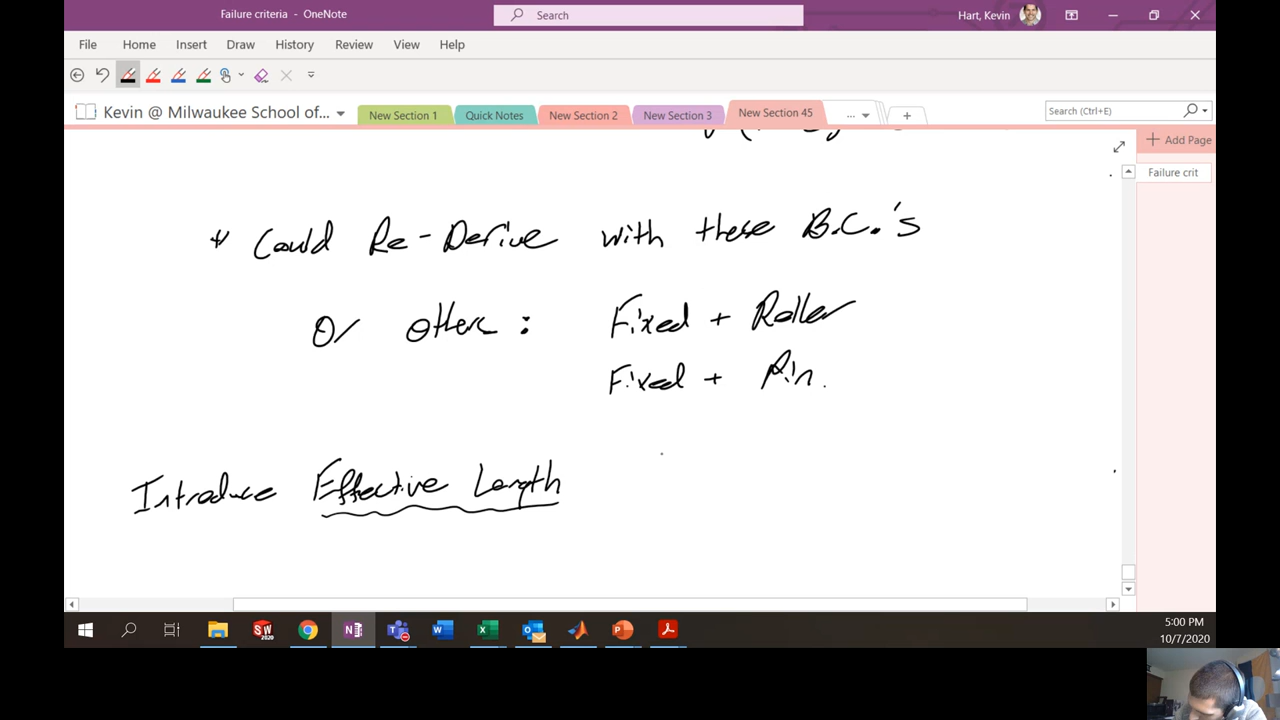 Failure criteria - OneNote
Search
Hart, Kevin
File Home Insert Draw History Review View Help
Kevin @ Milwaukee School of... New Section 1 Quick Notes New Section 2 New Section 3 New Section 45 ... + Search (Ctrl+E)
Add Page
Failure crit
* Could Re-Derive with these B.C.'s
Or others : Fixed + Roller
Fixed + Pin.
Introduce Effective Length
5:00 PM
10/7/2020